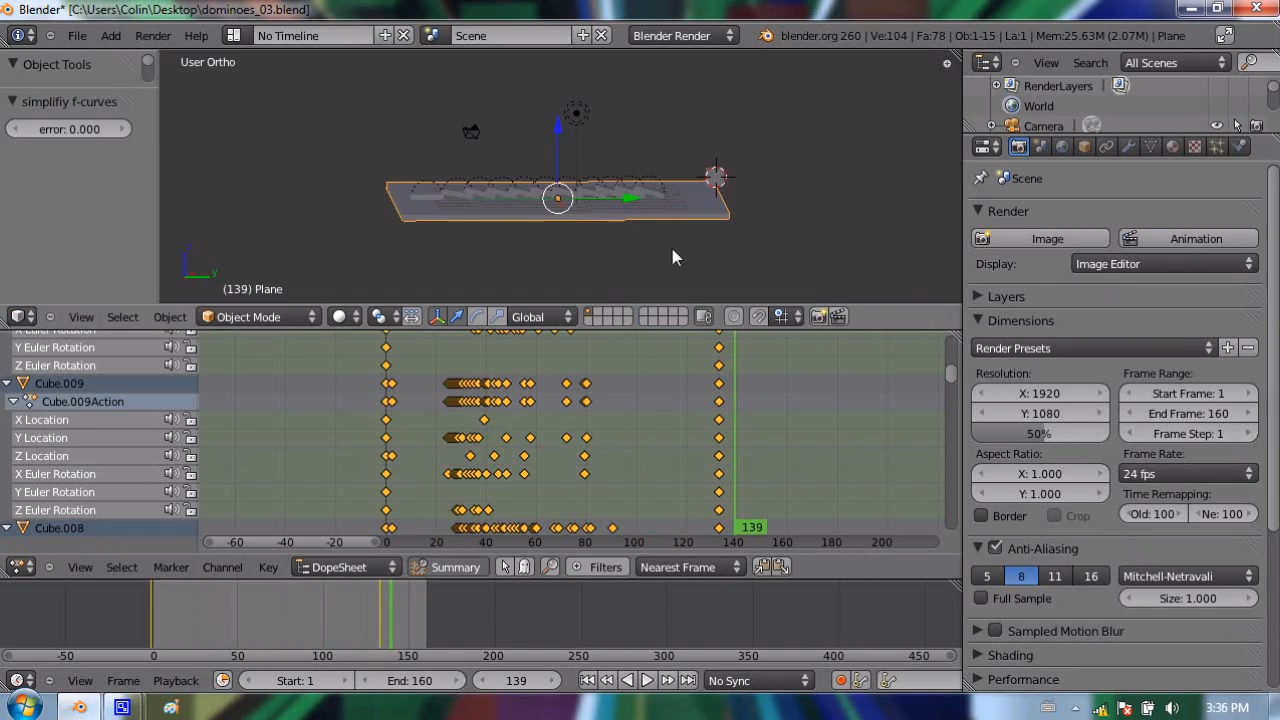 Blender* [C:\Users\Colin\Desktop\dominoes_03.blend]
File Add Render Help No Timeline Scene Blender Render blender.org 260 | Ve:104 | Fa:78 | Ob:1-15 | La:1 | Mem:25.63M (2.07M) | Plane
Object Tools
simplifiy f-curves
error: 0.000
User Ortho
z
y
(139) Plane
View Select Object Object Mode Global
View Search All Scenes
RenderLayers
World
Camera
Scene
Render
Image Animation
Display: Image Editor
Layers
Dimensions
Render Presets
Resolution: Frame Range:
X: 1920 Start Frame: 1
Y: 1080 End Frame: 160
50% Frame Step: 1
Aspect Ratio: Frame Rate:
X: 1.000 24 fps
Y: 1.000 Time Remapping:
Border Crop Old: 100 Ne: 100
Anti-Aliasing
5 8 11 16 Mitchell-Netravali
Full Sample Size: 1.000
Sampled Motion Blur
Shading
Performance
X Euler Rotation
Y Euler Rotation
Z Euler Rotation
Cube.009
Cube.009Action
X Location
Y Location
Z Location
X Euler Rotation
Y Euler Rotation
Z Euler Rotation
Cube.008
139
-60 -40 -20 0 20 40 60 80 100 120 140 160 180 200
View Select Marker Channel Key DopeSheet Summary Filters Nearest Frame
-50 0 50 100 150 200 250 300 350 400 450
View Frame Playback Start: 1 End: 160 139 No Sync
3:36 PM